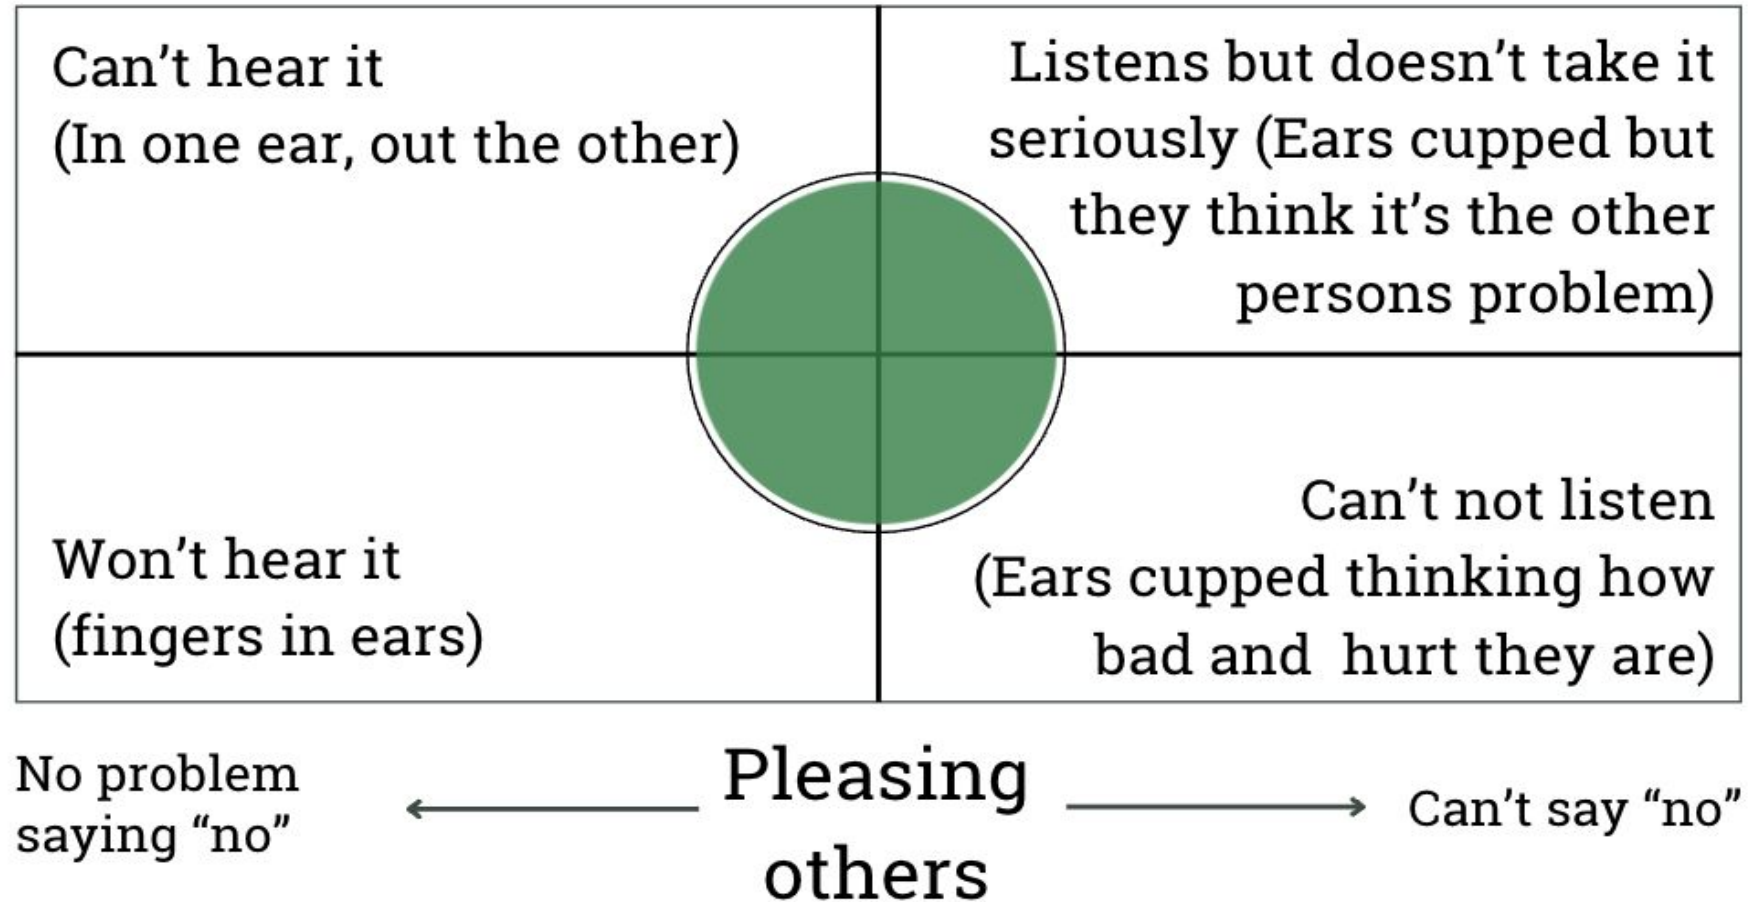 Can’t hear it
(In one ear, out the other)
Listens but doesn’t take it
seriously (Ears cupped but
they think it’s the other
persons problem)
Won’t hear it
(fingers in ears)
Can’t not listen
(Ears cupped thinking how
bad and  hurt they are)
No problem
saying “no”
Pleasing
others
Can’t say “no”